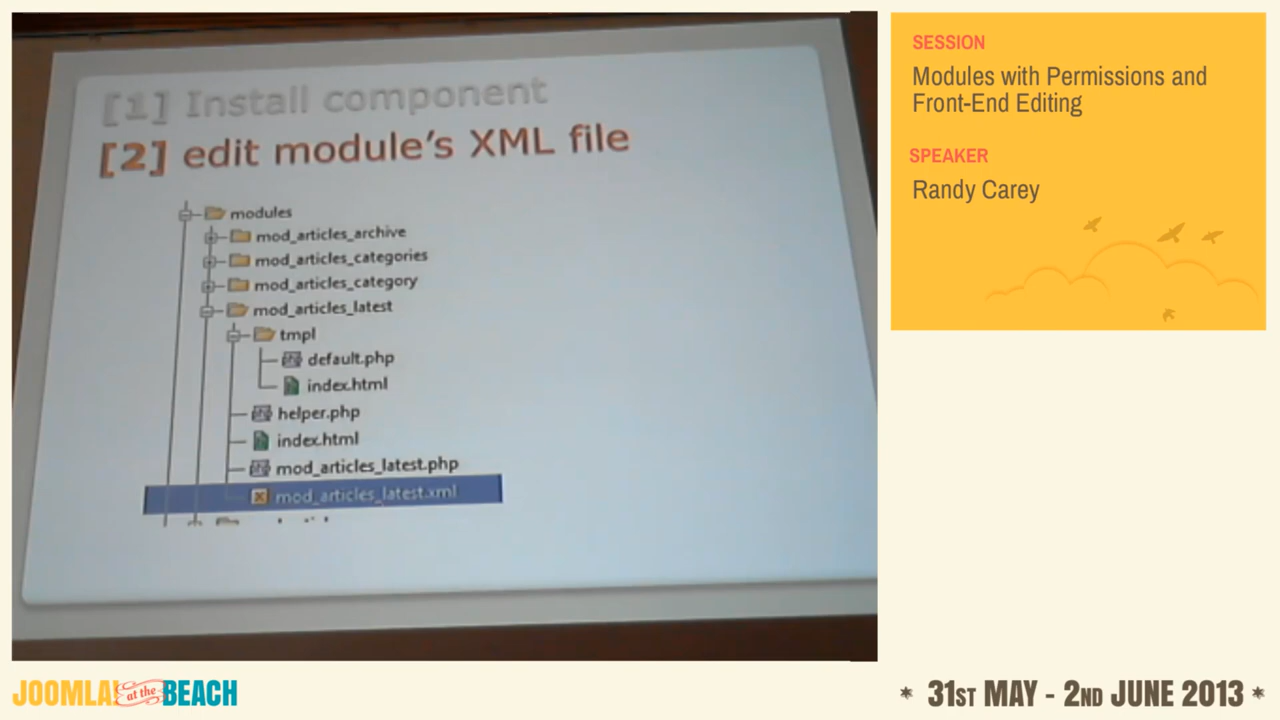 [1] Install component
[2] edit module's XML file
modules
mod_articles_archive
mod_articles_categories
mod_articles_category
mod_articles_latest
tmpl
default.php
index.html
helper.php
index.html
mod_articles_latest.php
mod_articles_latest.xml
SESSION
Modules with Permissions and
Front-End Editing
SPEAKER
Randy Carey
JOOMLA! at the BEACH
* 31ST MAY - 2ND JUNE 2013 *